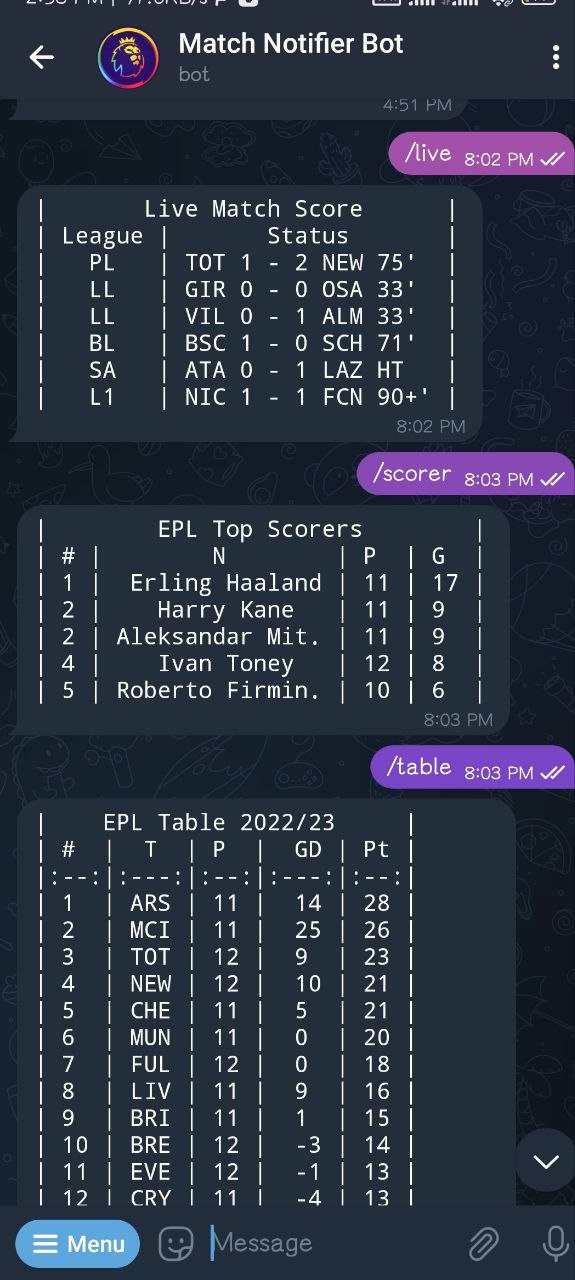 Match Notifier Bot
bot
4:51 PM
/live 8:02 PM
| Live Match Score |
| League | Status |
| PL | TOT 1 - 2 NEW 75' |
| LL | GIR 0 - 0 OSA 33' |
| LL | VIL 0 - 1 ALM 33' |
| BL | BSC 1 - 0 SCH 71' |
| SA | ATA 0 - 1 LAZ HT |
| L1 | NIC 1 - 1 FCN 90+' |
8:02 PM
/scorer 8:03 PM
| EPL Top Scorers |
| # | N | P | G |
| 1 | Erling Haaland | 11 | 17 |
| 2 | Harry Kane | 11 | 9 |
| 2 | Aleksandar Mit. | 11 | 9 |
| 4 | Ivan Toney | 12 | 8 |
| 5 | Roberto Firmin. | 10 | 6 |
8:03 PM
/table 8:03 PM
| EPL Table 2022/23 |
| # | T | P | GD | Pt |
|:--:|:---:|:--:|:---:|:--:|
| 1 | ARS | 11 | 14 | 28 |
| 2 | MCI | 11 | 25 | 26 |
| 3 | TOT | 12 | 9 | 23 |
| 4 | NEW | 12 | 10 | 21 |
| 5 | CHE | 11 | 5 | 21 |
| 6 | MUN | 11 | 0 | 20 |
| 7 | FUL | 12 | 0 | 18 |
| 8 | LIV | 11 | 9 | 16 |
| 9 | BRI | 11 | 1 | 15 |
| 10 | BRE | 12 | -3 | 14 |
| 11 | EVE | 12 | -1 | 13 |
| 12 | CRY | 11 | -4 | 13 |
Menu Message